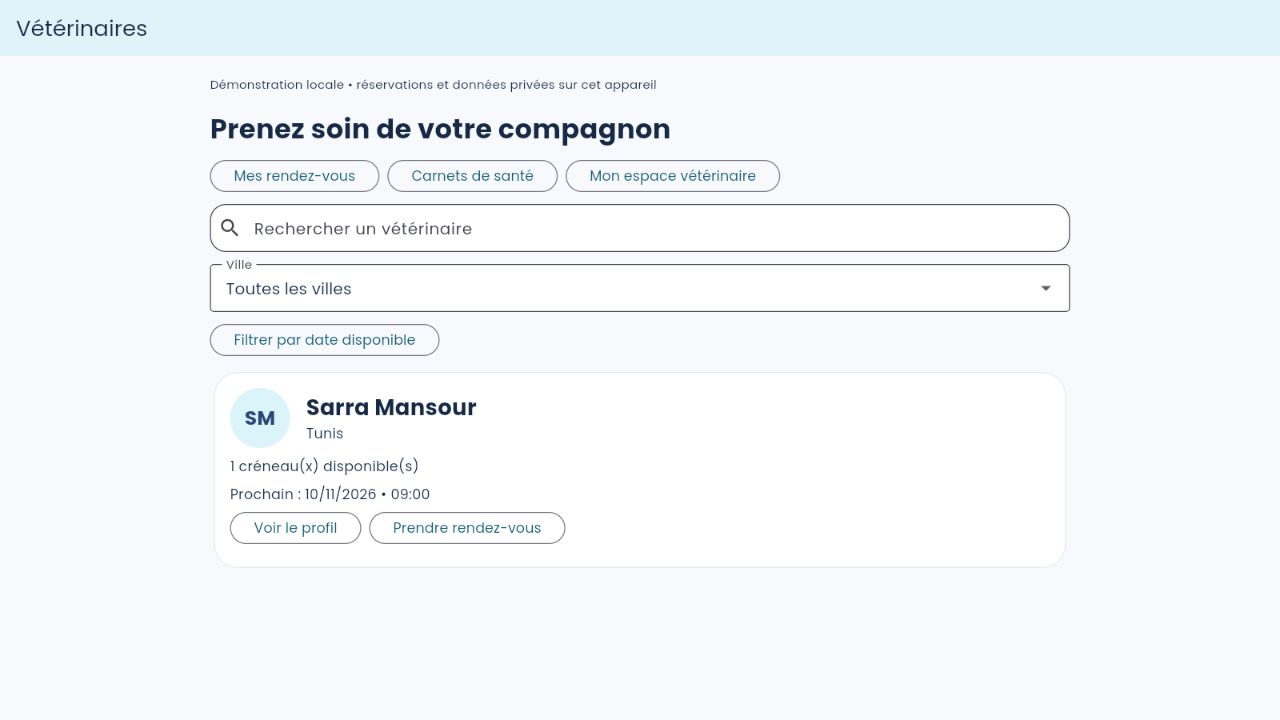 Vétérinaires
Démonstration locale • réservations et données privées sur cet appareil
Prenez soin de votre compagnon
Mes rendez-vous Carnets de santé Mon espace vétérinaire
Rechercher un vétérinaire
Ville
Toutes les villes
Filtrer par date disponible
SM
Sarra Mansour
Tunis
1 créneau(x) disponible(s)
Prochain : 10/11/2026 • 09:00
Voir le profil Prendre rendez-vous